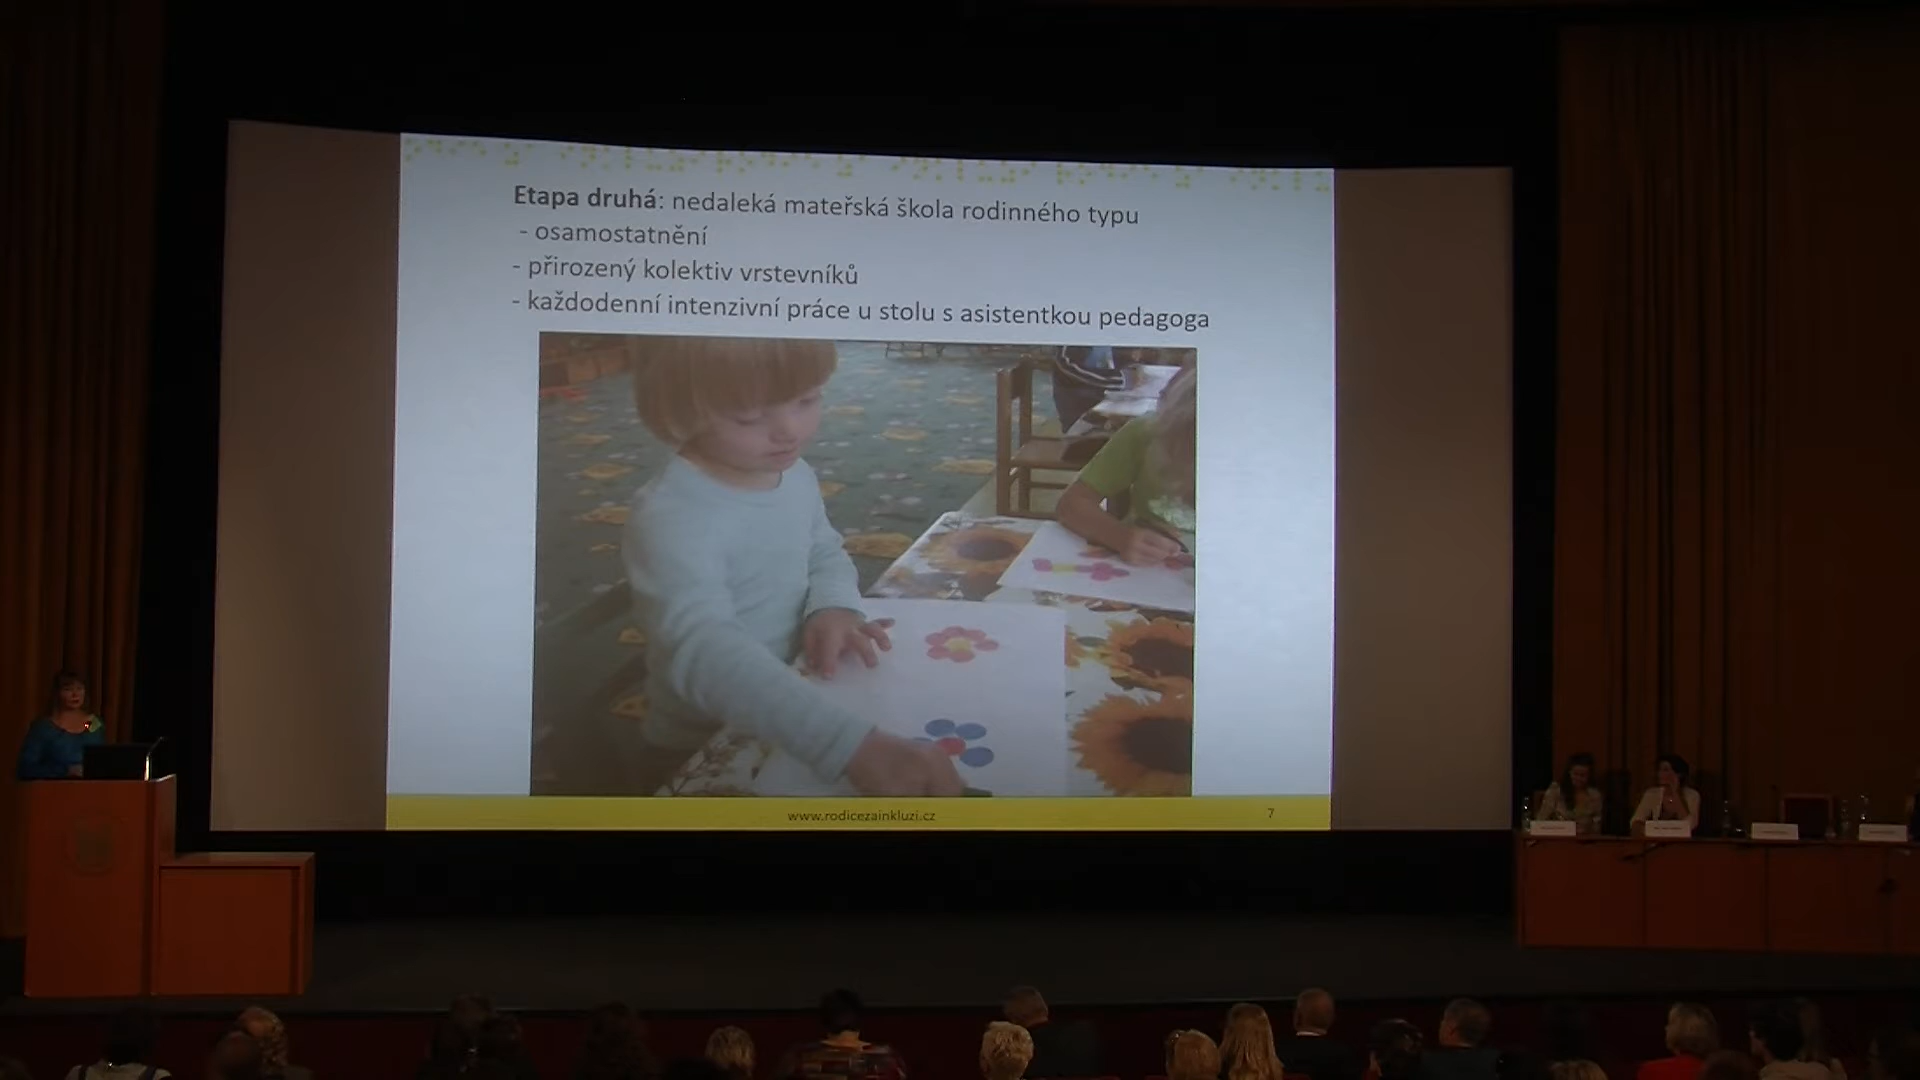 Etapa druhá: nedaleká mateřská škola rodinného typu
- osamostatnění
- přirozený kolektiv vrstevníků
- každodenní intenzivní práce u stolu s asistentkou pedagoga
www.rodicezainkluzi.cz
7